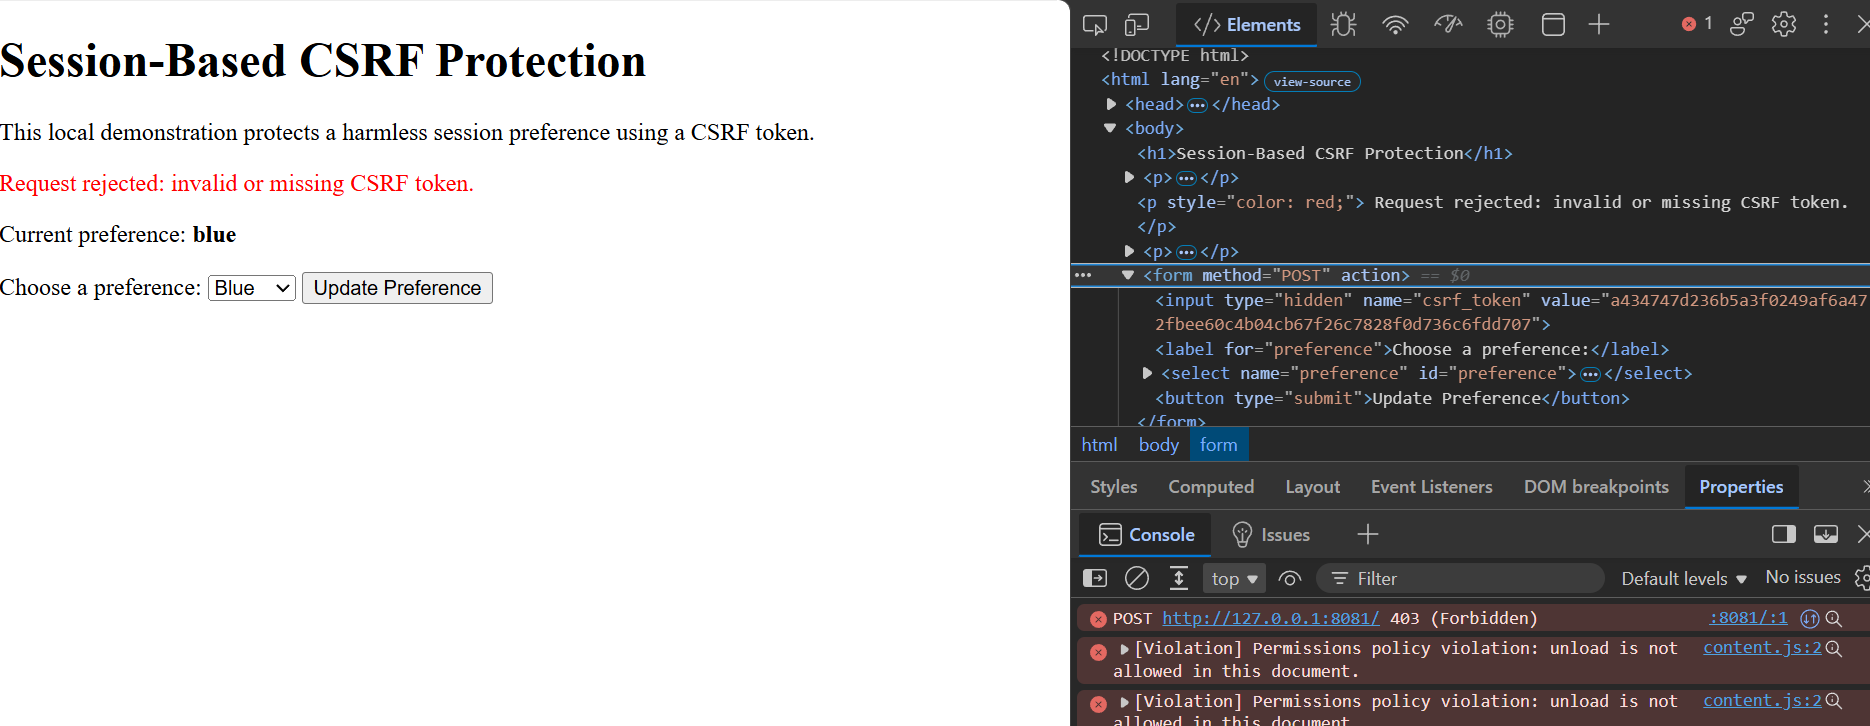 Session-Based CSRF Protection
This local demonstration protects a harmless session preference using a CSRF token.
Request rejected: invalid or missing CSRF token.
Current preference: blue
Choose a preference: Blue Update Preference
Elements 1
<!DOCTYPE html>
<html lang="en"> view-source
<head> ••• </head>
<body>
<h1>Session-Based CSRF Protection</h1>
<p> ••• </p>
<p style="color: red;"> Request rejected: invalid or missing CSRF token.
</p>
<p> ••• </p>
••• <form method="POST" action> == $0
<input type="hidden" name="csrf_token" value="a434747d236b5a3f0249af6a47
2fbee60c4b04cb67f26c7828f0d736c6fdd707">
<label for="preference">Choose a preference:</label>
<select name="preference" id="preference"> ••• </select>
<button type="submit">Update Preference</button>
</form>
html body form
Styles Computed Layout Event Listeners DOM breakpoints Properties
Console Issues
top Filter Default levels No issues
POST http://127.0.0.1:8081/ 403 (Forbidden) :8081/:1
[Violation] Permissions policy violation: unload is not content.js:2
allowed in this document.
[Violation] Permissions policy violation: unload is not content.js:2
allowed in this document.